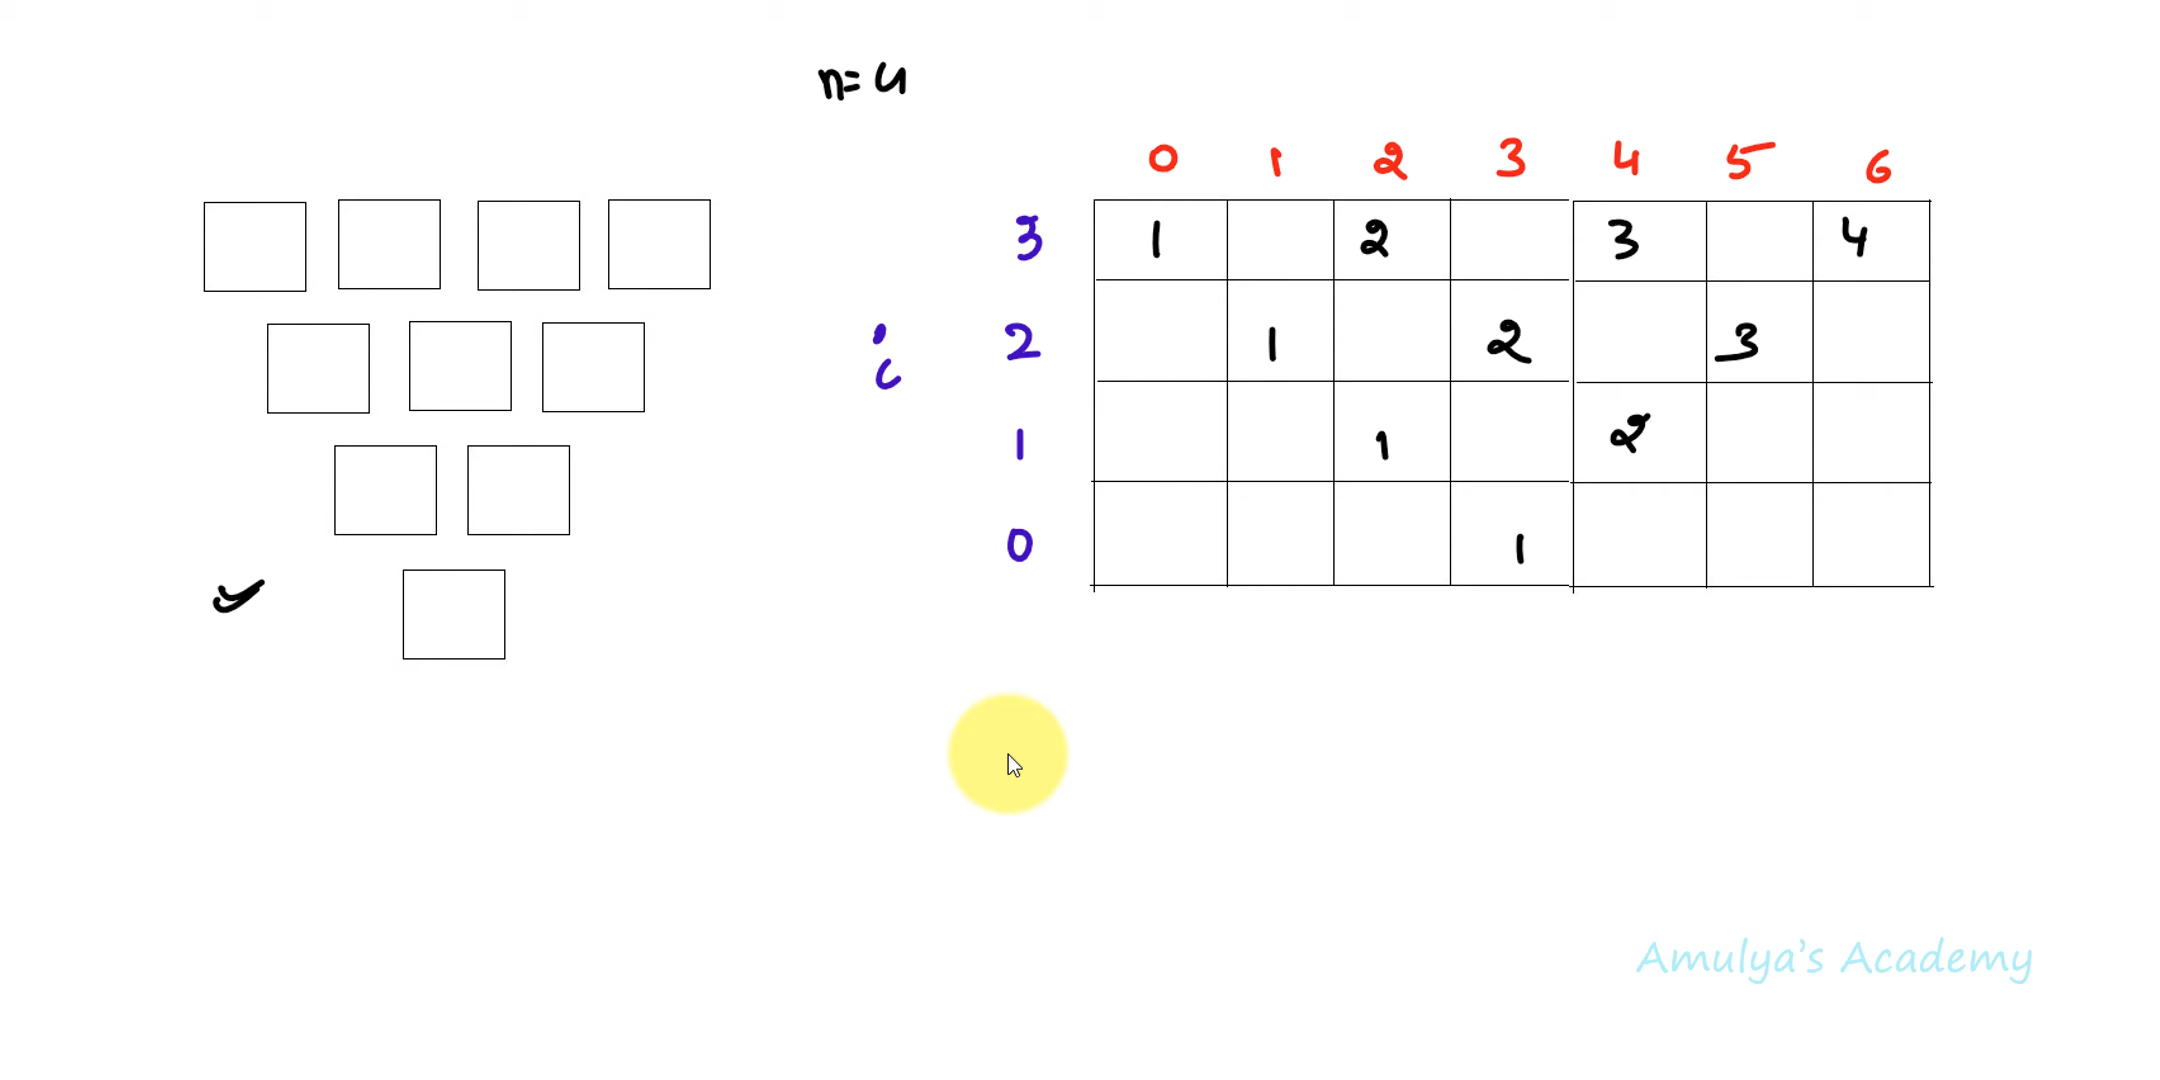 n=4
0 1 2 3 4 5 6
3 1 2 3 4
i 2 1 2 3
1 1 2
0 1
Amulya's Academy